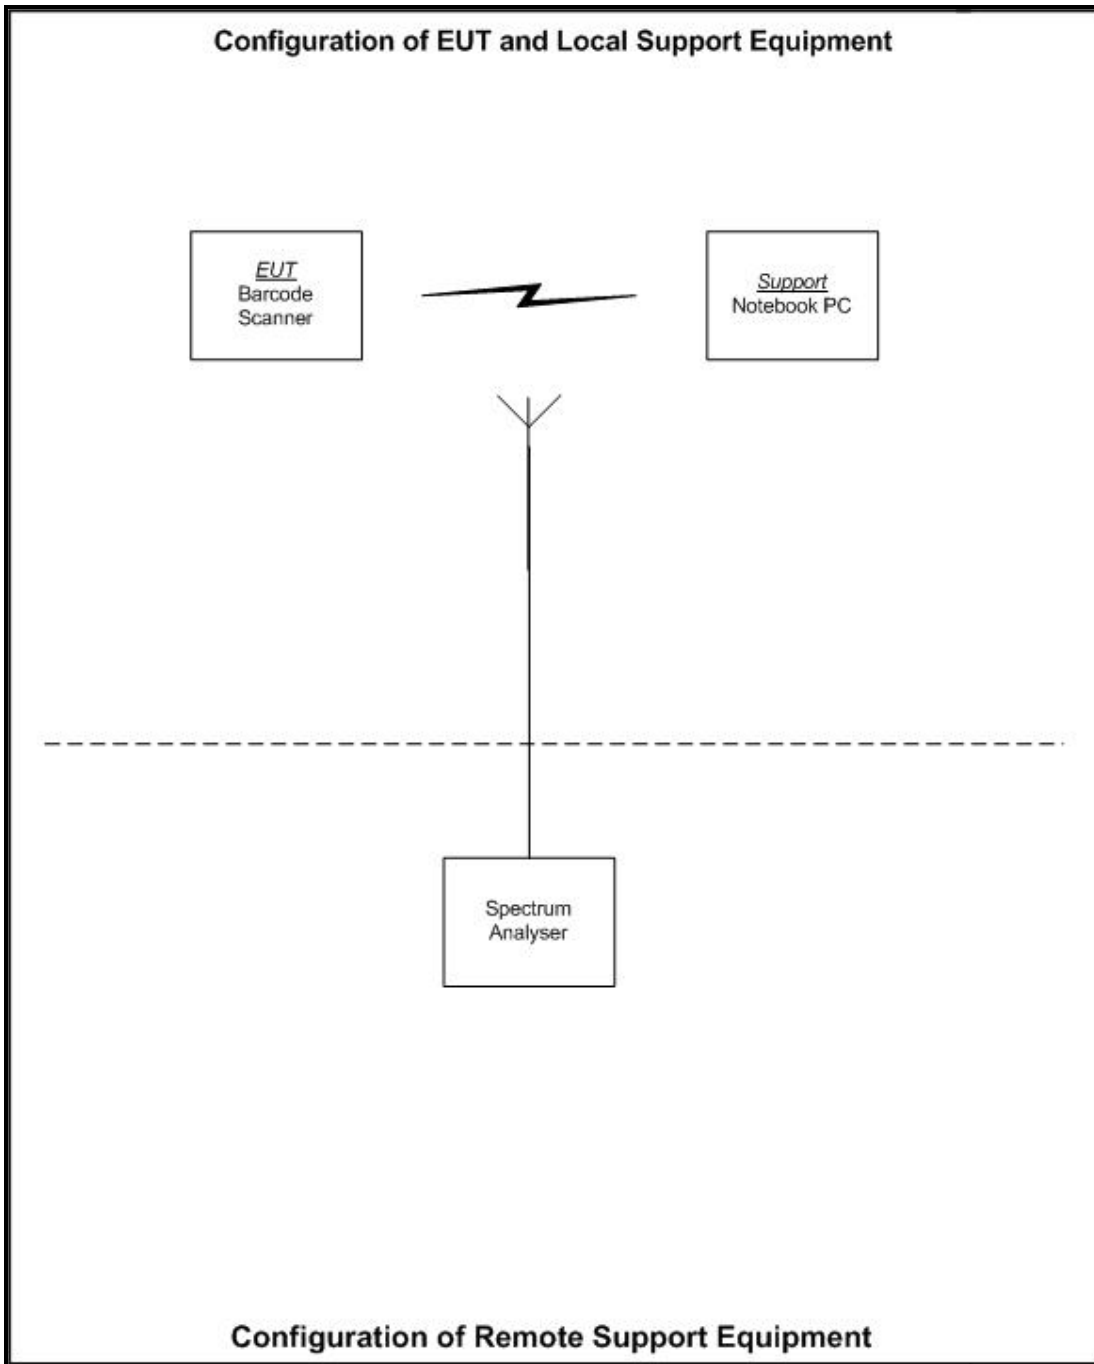 Configuration of EUT and Local Support Equipment
EUT
Barcode
Scanner
Support
Notebook PC
Spectrum
Analyser
Configuration of Remote Support Equipment